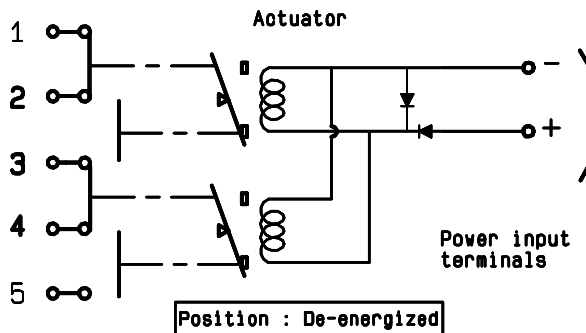 Actuator
1
2
3
4
5
-
+
Power input
terminals
Position : De-energized